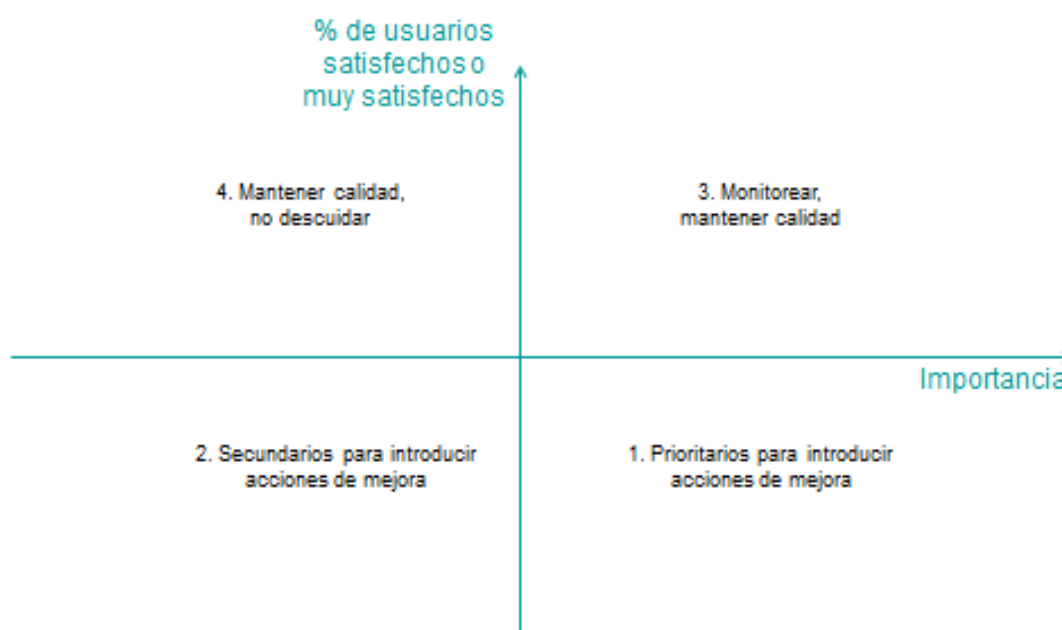 % de usuarios
satisfechos o
muy satisfechos
4. Mantener calidad,
no descuidar
3. Monitorear,
mantener calidad
Importancia
2. Secundarios para introducir
acciones de mejora
1. Prioritarios para introducir
acciones de mejora